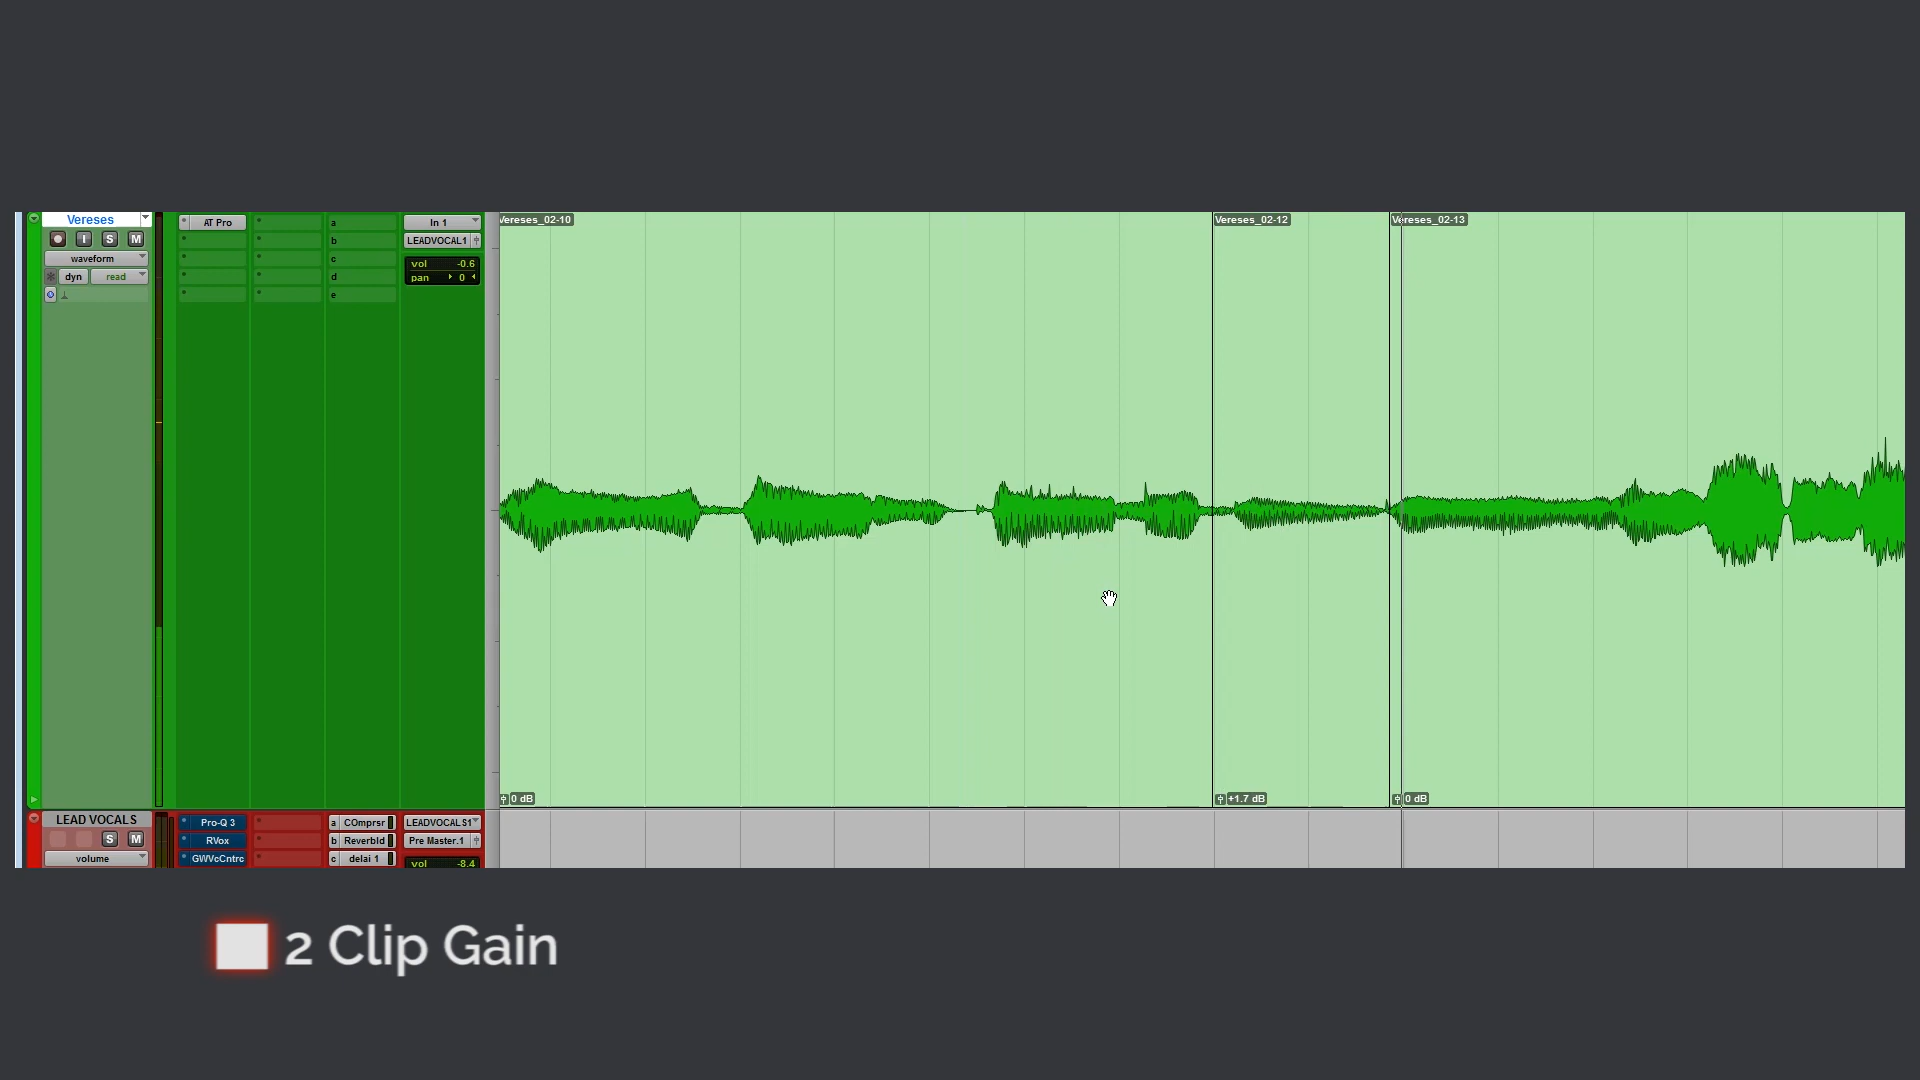 Vereses
I S M
waveform
dyn read
AT Pro
a
b
c
d
e
In 1
LEADVOCAL1
vol -0.6
pan 0
Vereses_02-10
Vereses_02-12
Vereses_02-13
0 dB
+1.7 dB
0 dB
LEAD VOCALS
S M
volume
Pro-Q 3
RVox
GWVcCntrc
a COmprsr
b Reverbld
c delai 1
LEADVOCALS1
Pre Master.1
vol -8.4
2 Clip Gain